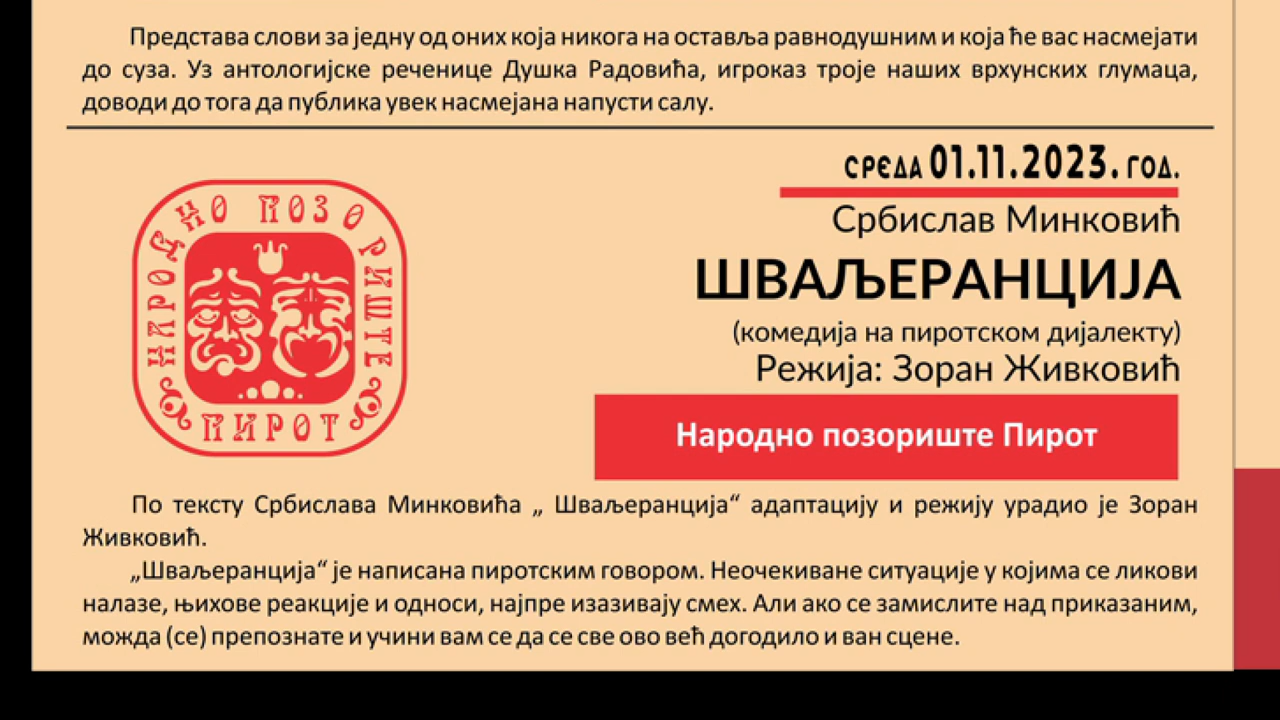 Представа слови за једну од оних која никога на оставља равнодушним и која ће вас насмејати
до суза. Уз антологијске реченице Душка Радовића, игроказ троје наших врхунских глумаца,
доводи до тога да публика увек насмејана напусти салу.
НАРОДНО ПОЗОРИШТЕ
ПИРОТ
СРЕДА 01.11.2023. ГОД.
Србислав Минковић
ШВАЉЕРАНЦИЈА
(комедија на пиротском дијалекту)
Режија: Зоран Живковић
Народно позориште Пирот
По тексту Србислава Минковића „ Шваљеранција“ адаптацију и режију урадио је Зоран
Живковић.
„Шваљеранција“ је написана пиротским говором. Неочекиване ситуације у којима се ликови
налазе, њихове реакције и односи, најпре изазивају смех. Али ако се замислите над приказаним,
можда (се) препознате и учини вам се да се све ово већ догодило и ван сцене.